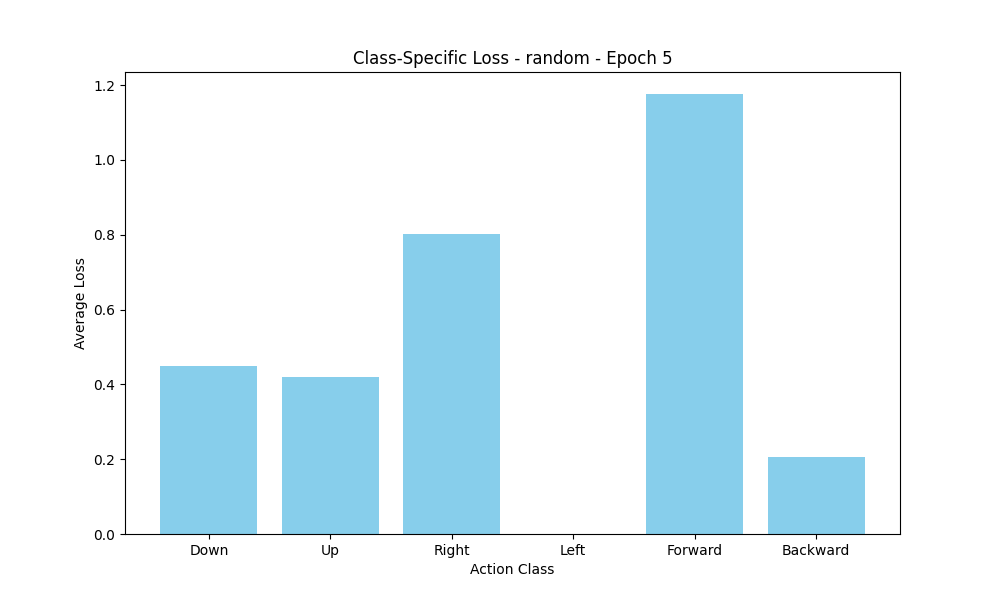 Class-Specific Loss - random - Epoch 5
1.2
1.0
0.8
0.6
0.4
0.2
0.0
Average Loss
Down Up Right Left Forward Backward
Action Class